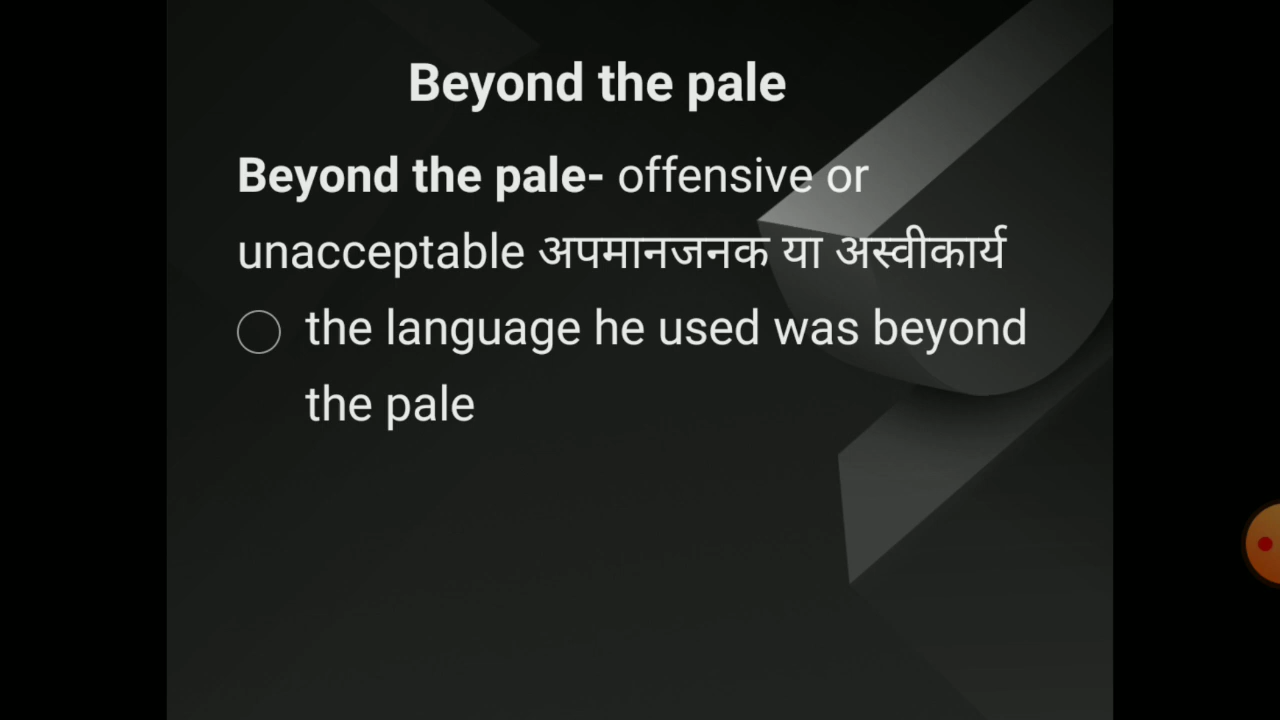 Beyond the pale
Beyond the pale- offensive or
unacceptable अपमानजनक या अस्वीकार्य
the language he used was beyond
the pale